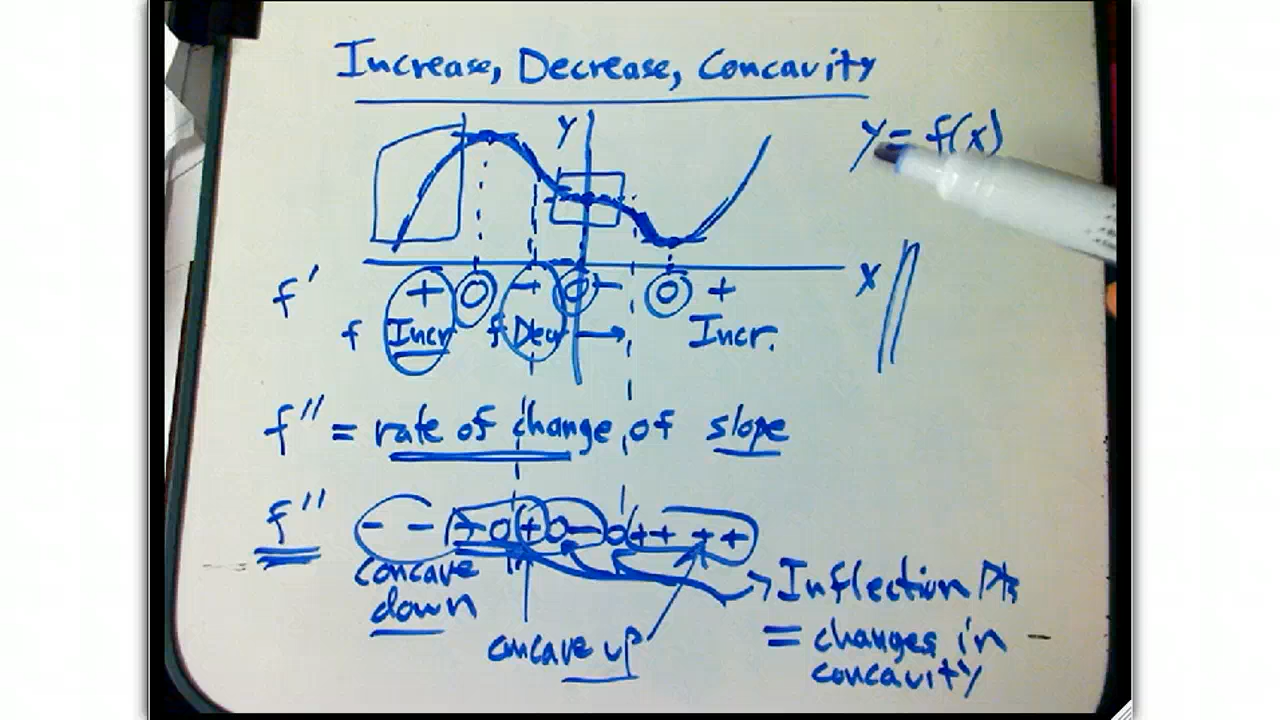 Increase, Decrease, Concavity
y
y = f(x)
x
f' + 0 0 - 0 +
f Incr f Decr Incr.
f'' = rate of change of slope
f'' - - 0 + 0 - 0 + + + +
concave down
concave up
Inflection Pts
= changes in
concavity